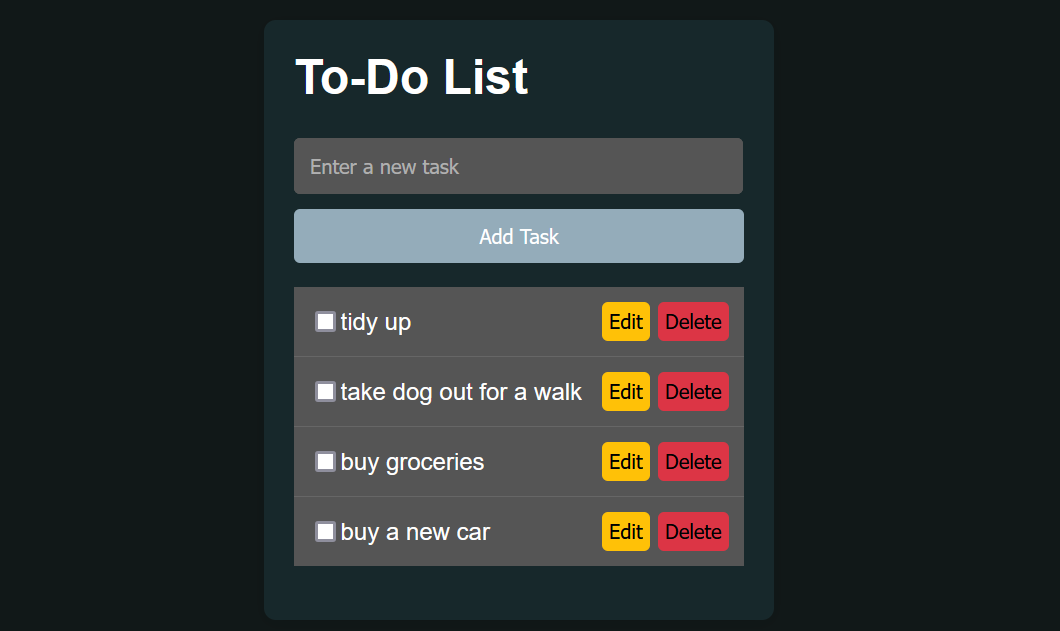 To-Do List
Enter a new task
Add Task
tidy up Edit Delete
take dog out for a walk Edit Delete
buy groceries Edit Delete
buy a new car Edit Delete